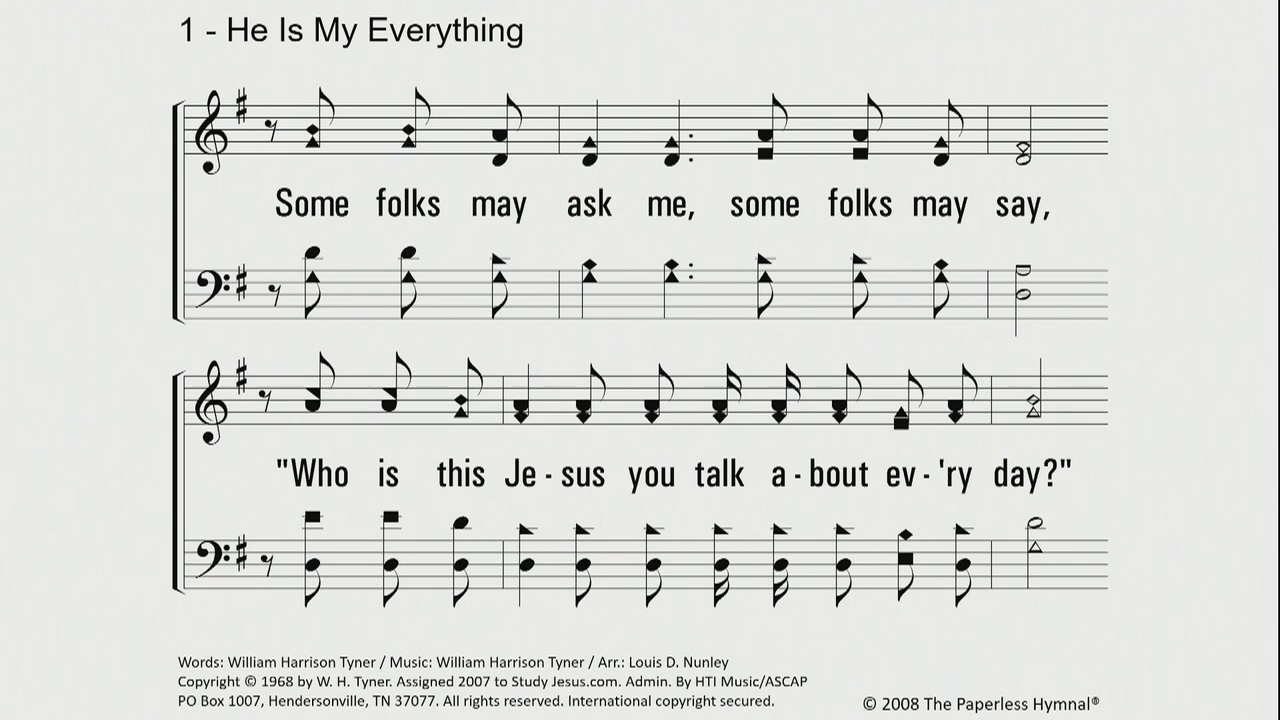 1 - He Is My Everything
Some folks may ask me, some folks may say,
"Who is this Je - sus you talk a - bout ev - 'ry day?"
Words: William Harrison Tyner / Music: William Harrison Tyner / Arr.: Louis D. Nunley
Copyright © 1968 by W. H. Tyner. Assigned 2007 to Study Jesus.com. Admin. By HTI Music/ASCAP
PO Box 1007, Hendersonville, TN 37077. All rights reserved. International copyright secured.
© 2008 The Paperless Hymnal®